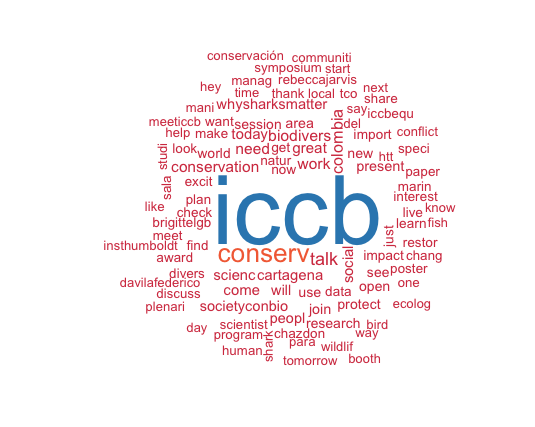 conservación communiti
symposium start
hey manag rebeccajarvis next
time thank local tco share
mani whysharksmatter say iccbequ
meeticcb want session area colombia del
help make today biodivers import conflict
studi look world need get great new htt speci
conservation natur now work present paper
sala excit iccb marin
like plan interest
check live know
brigittelgb just learn fish
meet conserv talk social restor
insthumboldt find impact chang
award see poster
divers scienc cartagena open one
davilafederico come will use data
discuss societyconbio join protect ecolog
plenari
day scientist peopl research bird
program chazdon way
human shark para wildlif
tomorrow booth